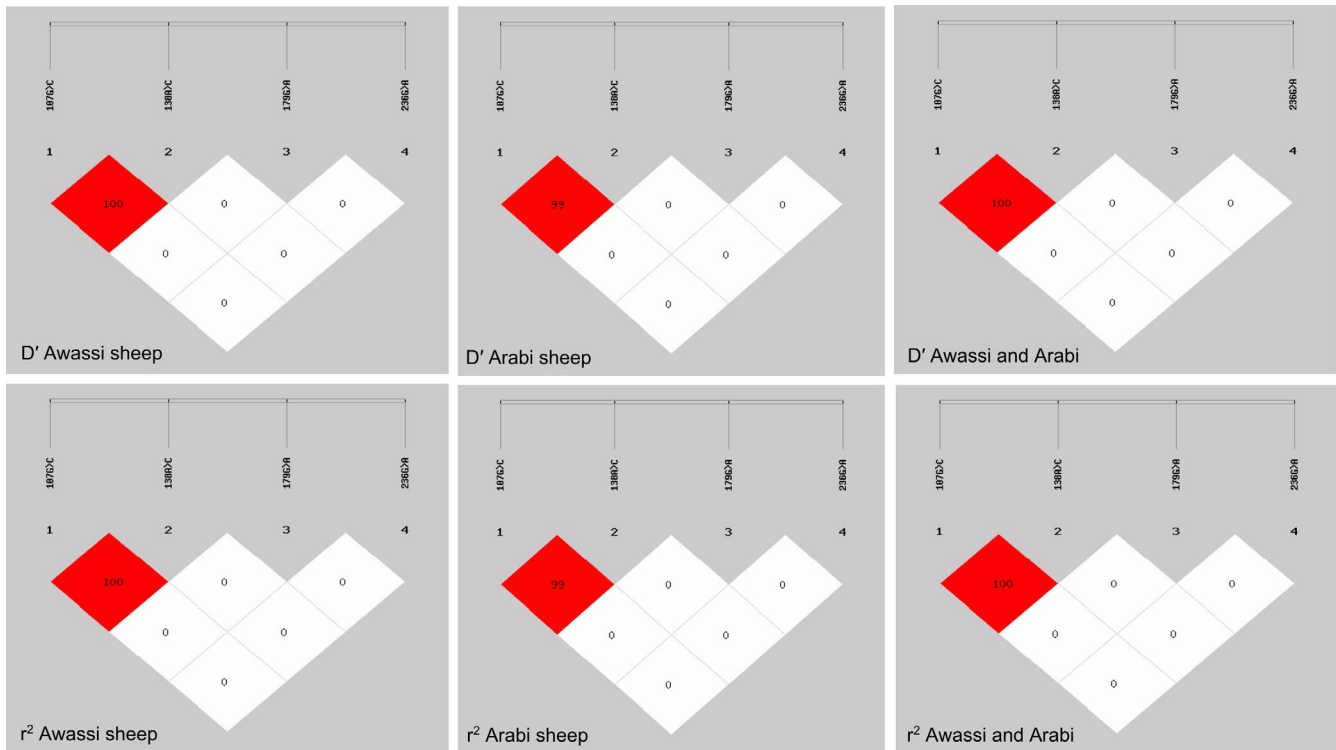 107G>C
138A>C
179G>A
236G>A
1 2 3 4
100 0 0
0 0
0
D′ Awassi sheep
107G>C
138A>C
179G>A
236G>A
1 2 3 4
99 0 0
0 0
0
D′ Arabi sheep
107G>C
138A>C
179G>A
236G>A
1 2 3 4
100 0 0
0 0
0
D′ Awassi and Arabi
107G>C
138A>C
179G>A
236G>A
1 2 3 4
100 0 0
0 0
0
r² Awassi sheep
107G>C
138A>C
179G>A
236G>A
1 2 3 4
99 0 0
0 0
0
r² Arabi sheep
107G>C
138A>C
179G>A
236G>A
1 2 3 4
100 0 0
0 0
0
r² Awassi and Arabi